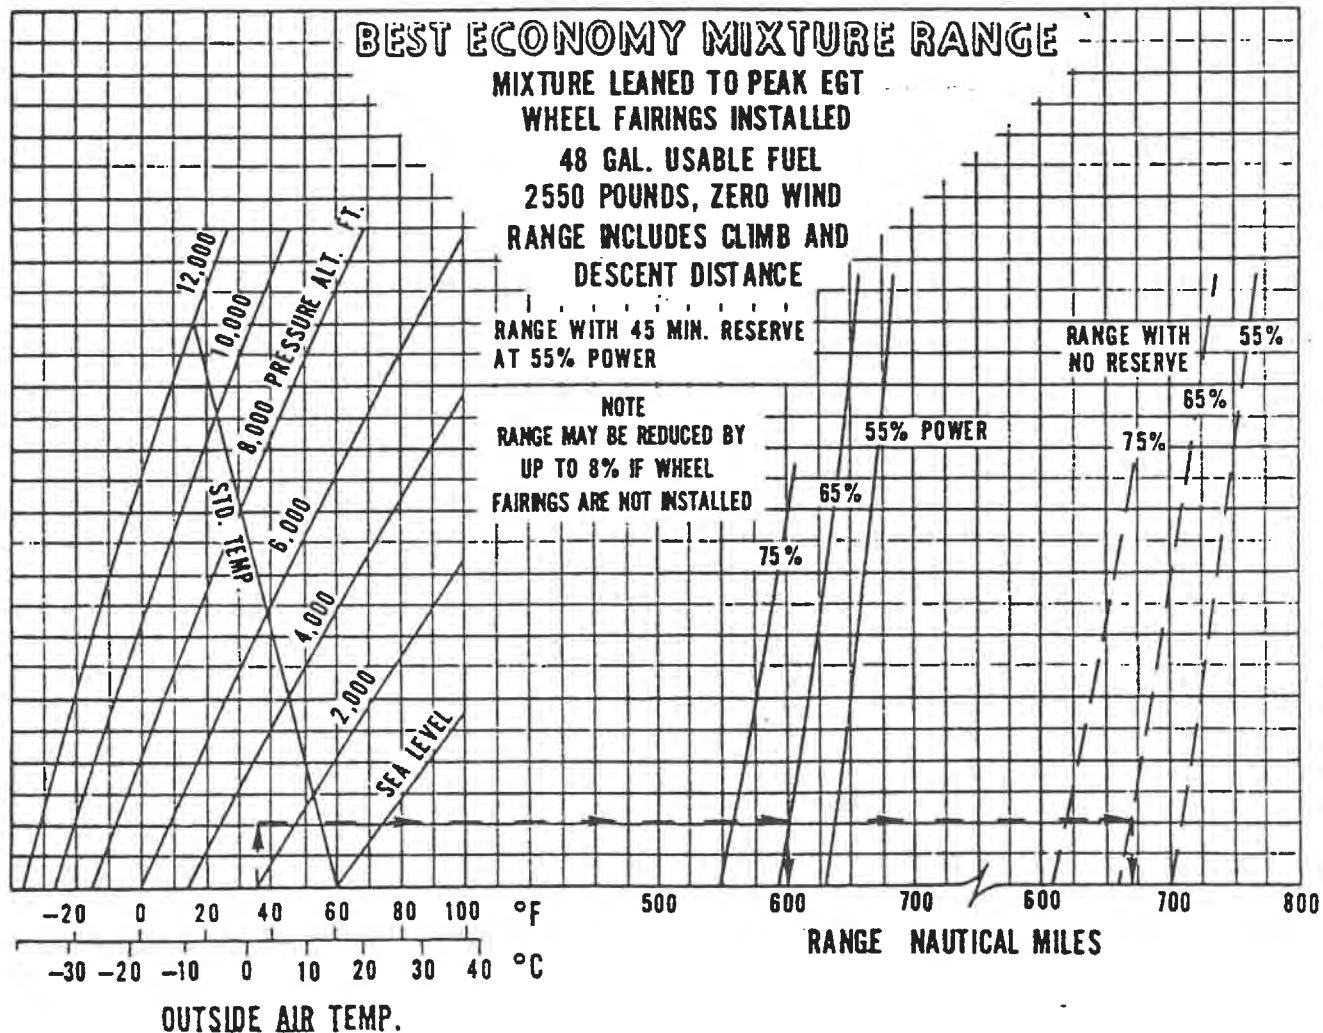 BEST ECONOMY MIXTURE RANGE
MIXTURE LEANED TO PEAK EGT
WHEEL FAIRINGS INSTALLED
48 GAL. USABLE FUEL
2550 POUNDS, ZERO WIND
RANGE INCLUDES CLIMB AND
DESCENT DISTANCE
RANGE WITH 45 MIN. RESERVE
AT 55% POWER
NOTE
RANGE MAY BE REDUCED BY
UP TO 8% IF WHEEL
FAIRINGS ARE NOT INSTALLED
12,000
10,000
8,000-PRESSURE ALT. FT.
6,000
4,000
2,000
SEA LEVEL
STD. TEMP
75%
65%
55% POWER
RANGE WITH
NO RESERVE
55%
65%
75%
-20 0 20 40 60 80 100 °F
-30 -20 -10 0 10 20 30 40 °C
OUTSIDE AIR TEMP.
500 600 700 600 700 800
RANGE NAUTICAL MILES